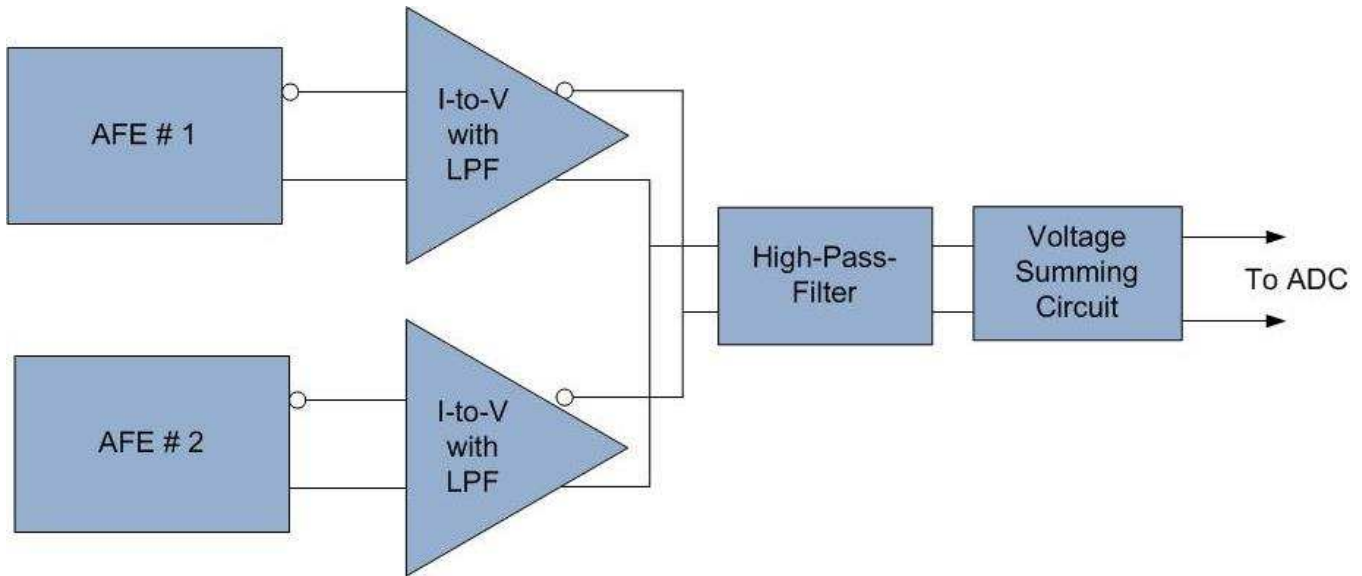 AFE # 1
I-to-V
with
LPF
High-Pass-
Filter
Voltage
Summing
Circuit
To ADC
AFE # 2
I-to-V
with
LPF